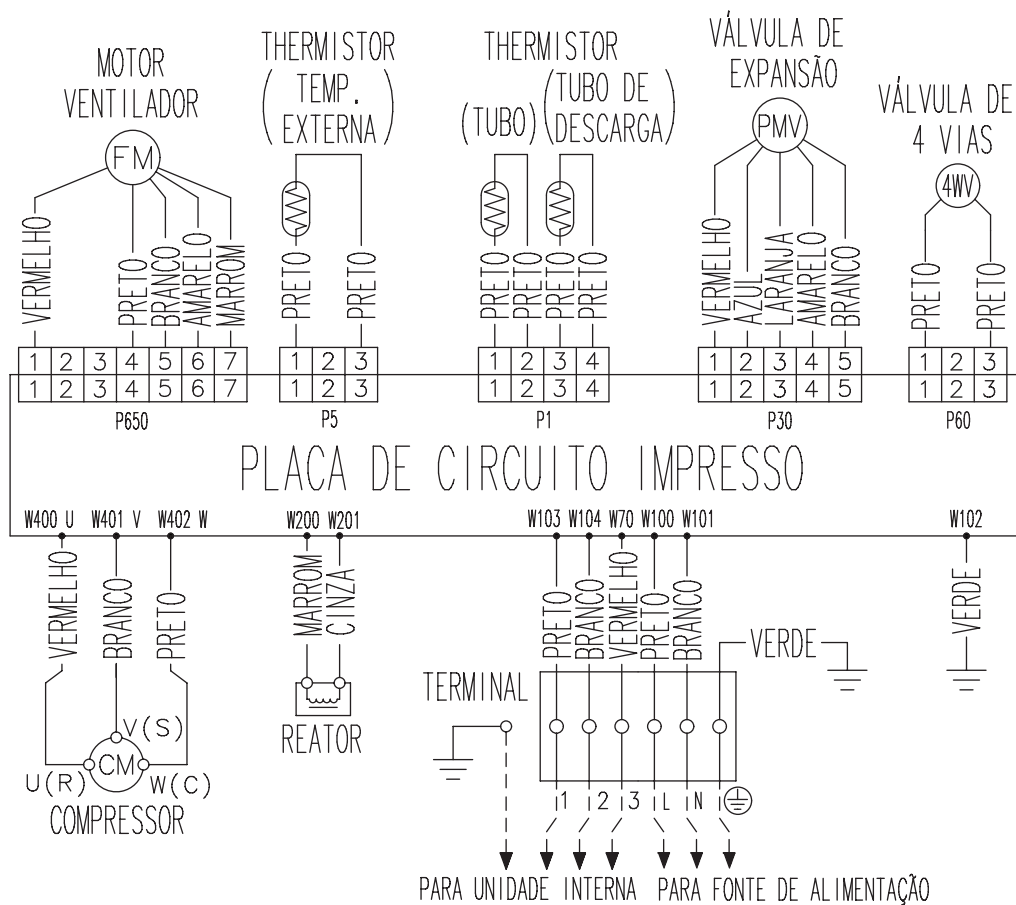 MOTOR
VENTILADOR
FM
THERMISTOR
(TEMP.
EXTERNA)
THERMISTOR
(TUBO)
(TUBO DE
DESCARGA)
VÁLVULA DE
EXPANSÃO
PMV
VÁLVULA DE
4 VIAS
4WV
VERMELHO PRETO BRANCO AMARELO MARROM
PRETO PRETO
PRETO PRETO PRETO PRETO
VERMELHO AZUL LARANJA AMARELO BRANCO
PRETO PRETO
1 2 3 4 5 6 7
1 2 3 4 5 6 7
P650
1 2 3
1 2 3
P5
1 2 3 4
1 2 3 4
P1
1 2 3 4 5
1 2 3 4 5
P30
1 2 3
1 2 3
P60
PLACA DE CIRCUITO IMPRESSO
W400 U W401 V W402 W W200 W201 W103 W104 W70 W100 W101 W102
VERMELHO BRANCO PRETO
MARROM CINZA
PRETO BRANCO VERMELHO PRETO BRANCO
VERDE
VERDE
V(S)
CM
U(R) W(C)
COMPRESSOR
REATOR
TERMINAL
1 2 3 L N
PARA UNIDADE INTERNA PARA FONTE DE ALIMENTAÇÃO